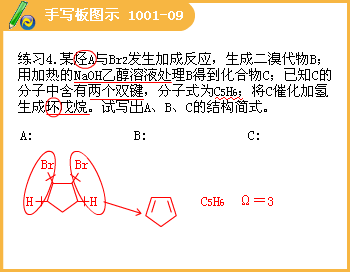 手写板图示 1001-09
练习4.某烃A与Br2发生加成反应，生成二溴代物B；
用加热的NaOH乙醇溶液处理B得到化合物C；已知C的
分子中含有两个双键，分子式为C5H6；将C催化加氢
生成环戊烷。试写出A、B、C的结构简式。
A: B: C:
Br Br
H H C5H6 Ω＝3